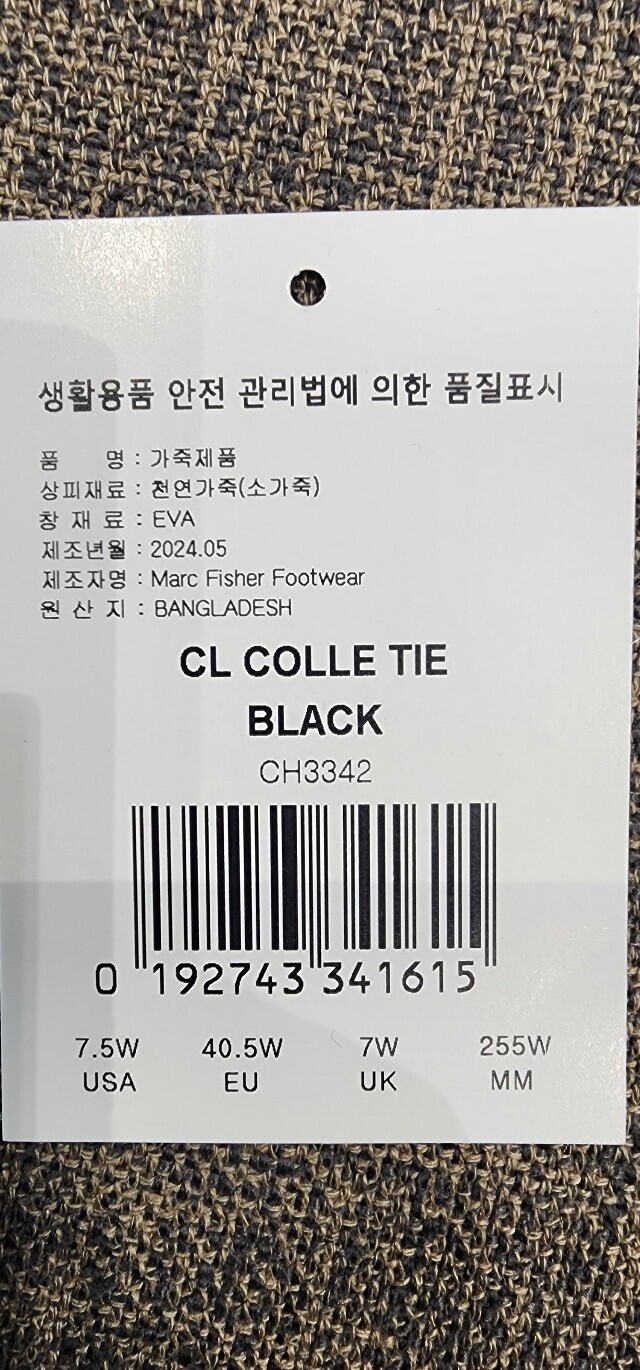 생활용품 안전 관리법에 의한 품질표시
품 명 : 가죽제품
상피재료 : 천연가죽(소가죽)
창 재 료 : EVA
제조년월 : 2024.05
제조자명 : Marc Fisher Footwear
원 산 지 : BANGLADESH
CL COLLE TIE
BLACK
CH3342
0 192743 341615
7.5W 40.5W 7W 255W
USA EU UK MM